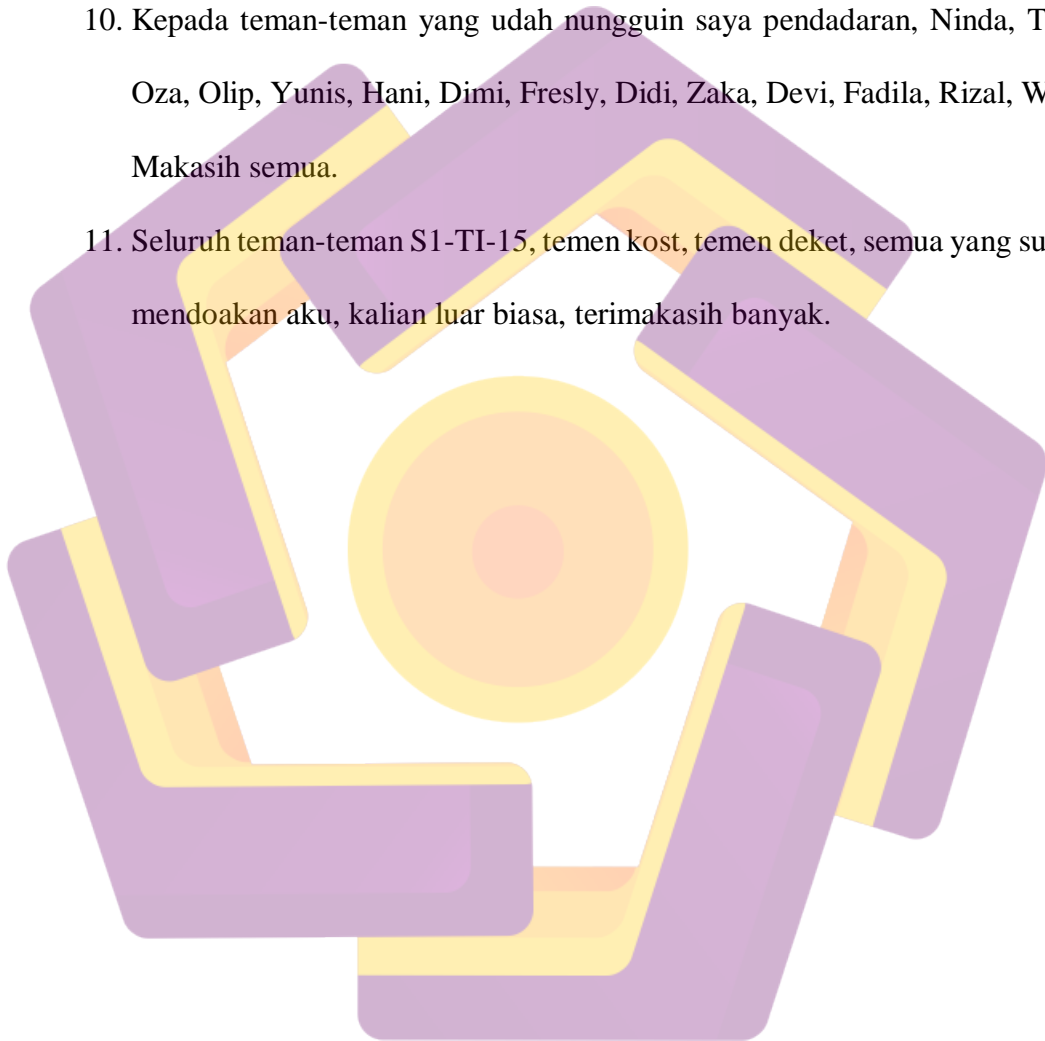 10. Kepada teman-teman yang udah nungguin saya pendadaran, Ninda,
Oza, Olip, Yunis, Hani, Dimi, Fresly, Didi, Zaka, Devi, Fadila, Rizal,
Makasih semua.
11. Seluruh teman-teman S1-TI-15, temen kost, temen deket, semua yang
mendoakan aku, kalian luar biasa, terimakasih banyak.